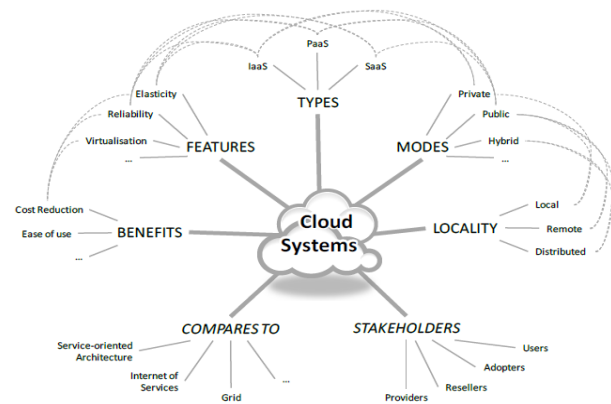 PaaS
IaaS
SaaS
TYPES
Elasticity
Reliability
Virtualisation
...
FEATURES
Private
Public
Hybrid
...
MODES
Cloud
Systems
Cost Reduction
Ease of use
...
BENEFITS
Local
Remote
Distributed
LOCALITY
COMPARES TO
Service-oriented
Architecture
Internet of
Services
Grid
...
STAKEHOLDERS
Users
Adopters
Resellers
Providers